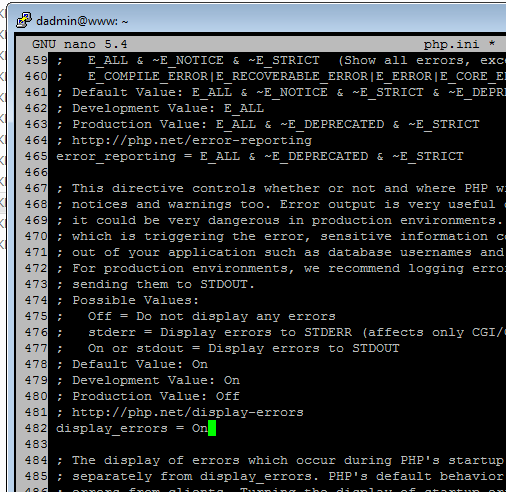 dadmin@www: ~
GNU nano 5.4 php.ini *
459 ;   E_ALL & ~E_NOTICE & ~E_STRICT  (Show all errors,
460 ;   E_COMPILE_ERROR|E_RECOVERABLE_ERROR|E_ERROR|
461 ; Default Value: E_ALL & ~E_NOTICE & ~E_STRICT &
462 ; Development Value: E_ALL
463 ; Production Value: E_ALL & ~E_DEPRECATED & ~E_STRICT
464 ; http://php.net/error-reporting
465 error_reporting = E_ALL & ~E_DEPRECATED & ~E_STRICT
466
467 ; This directive controls whether or not and where PHP
468 ; notices and warnings too. Error output is very useful
469 ; it could be very dangerous in production environments.
470 ; which is triggering the error, sensitive information
471 ; out of your application such as database usernames and
472 ; For production environments, we recommend logging
473 ; sending them to STDOUT.
474 ; Possible Values:
475 ;   Off = Do not display any errors
476 ;   stderr = Display errors to STDERR (affects only
477 ;   On or stdout = Display errors to STDOUT
478 ; Default Value: On
479 ; Development Value: On
480 ; Production Value: Off
481 ; http://php.net/display-errors
482 display_errors = On
483
484 ; The display of errors which occur during PHP's startup
485 ; separately from display_errors. PHP's default behavior